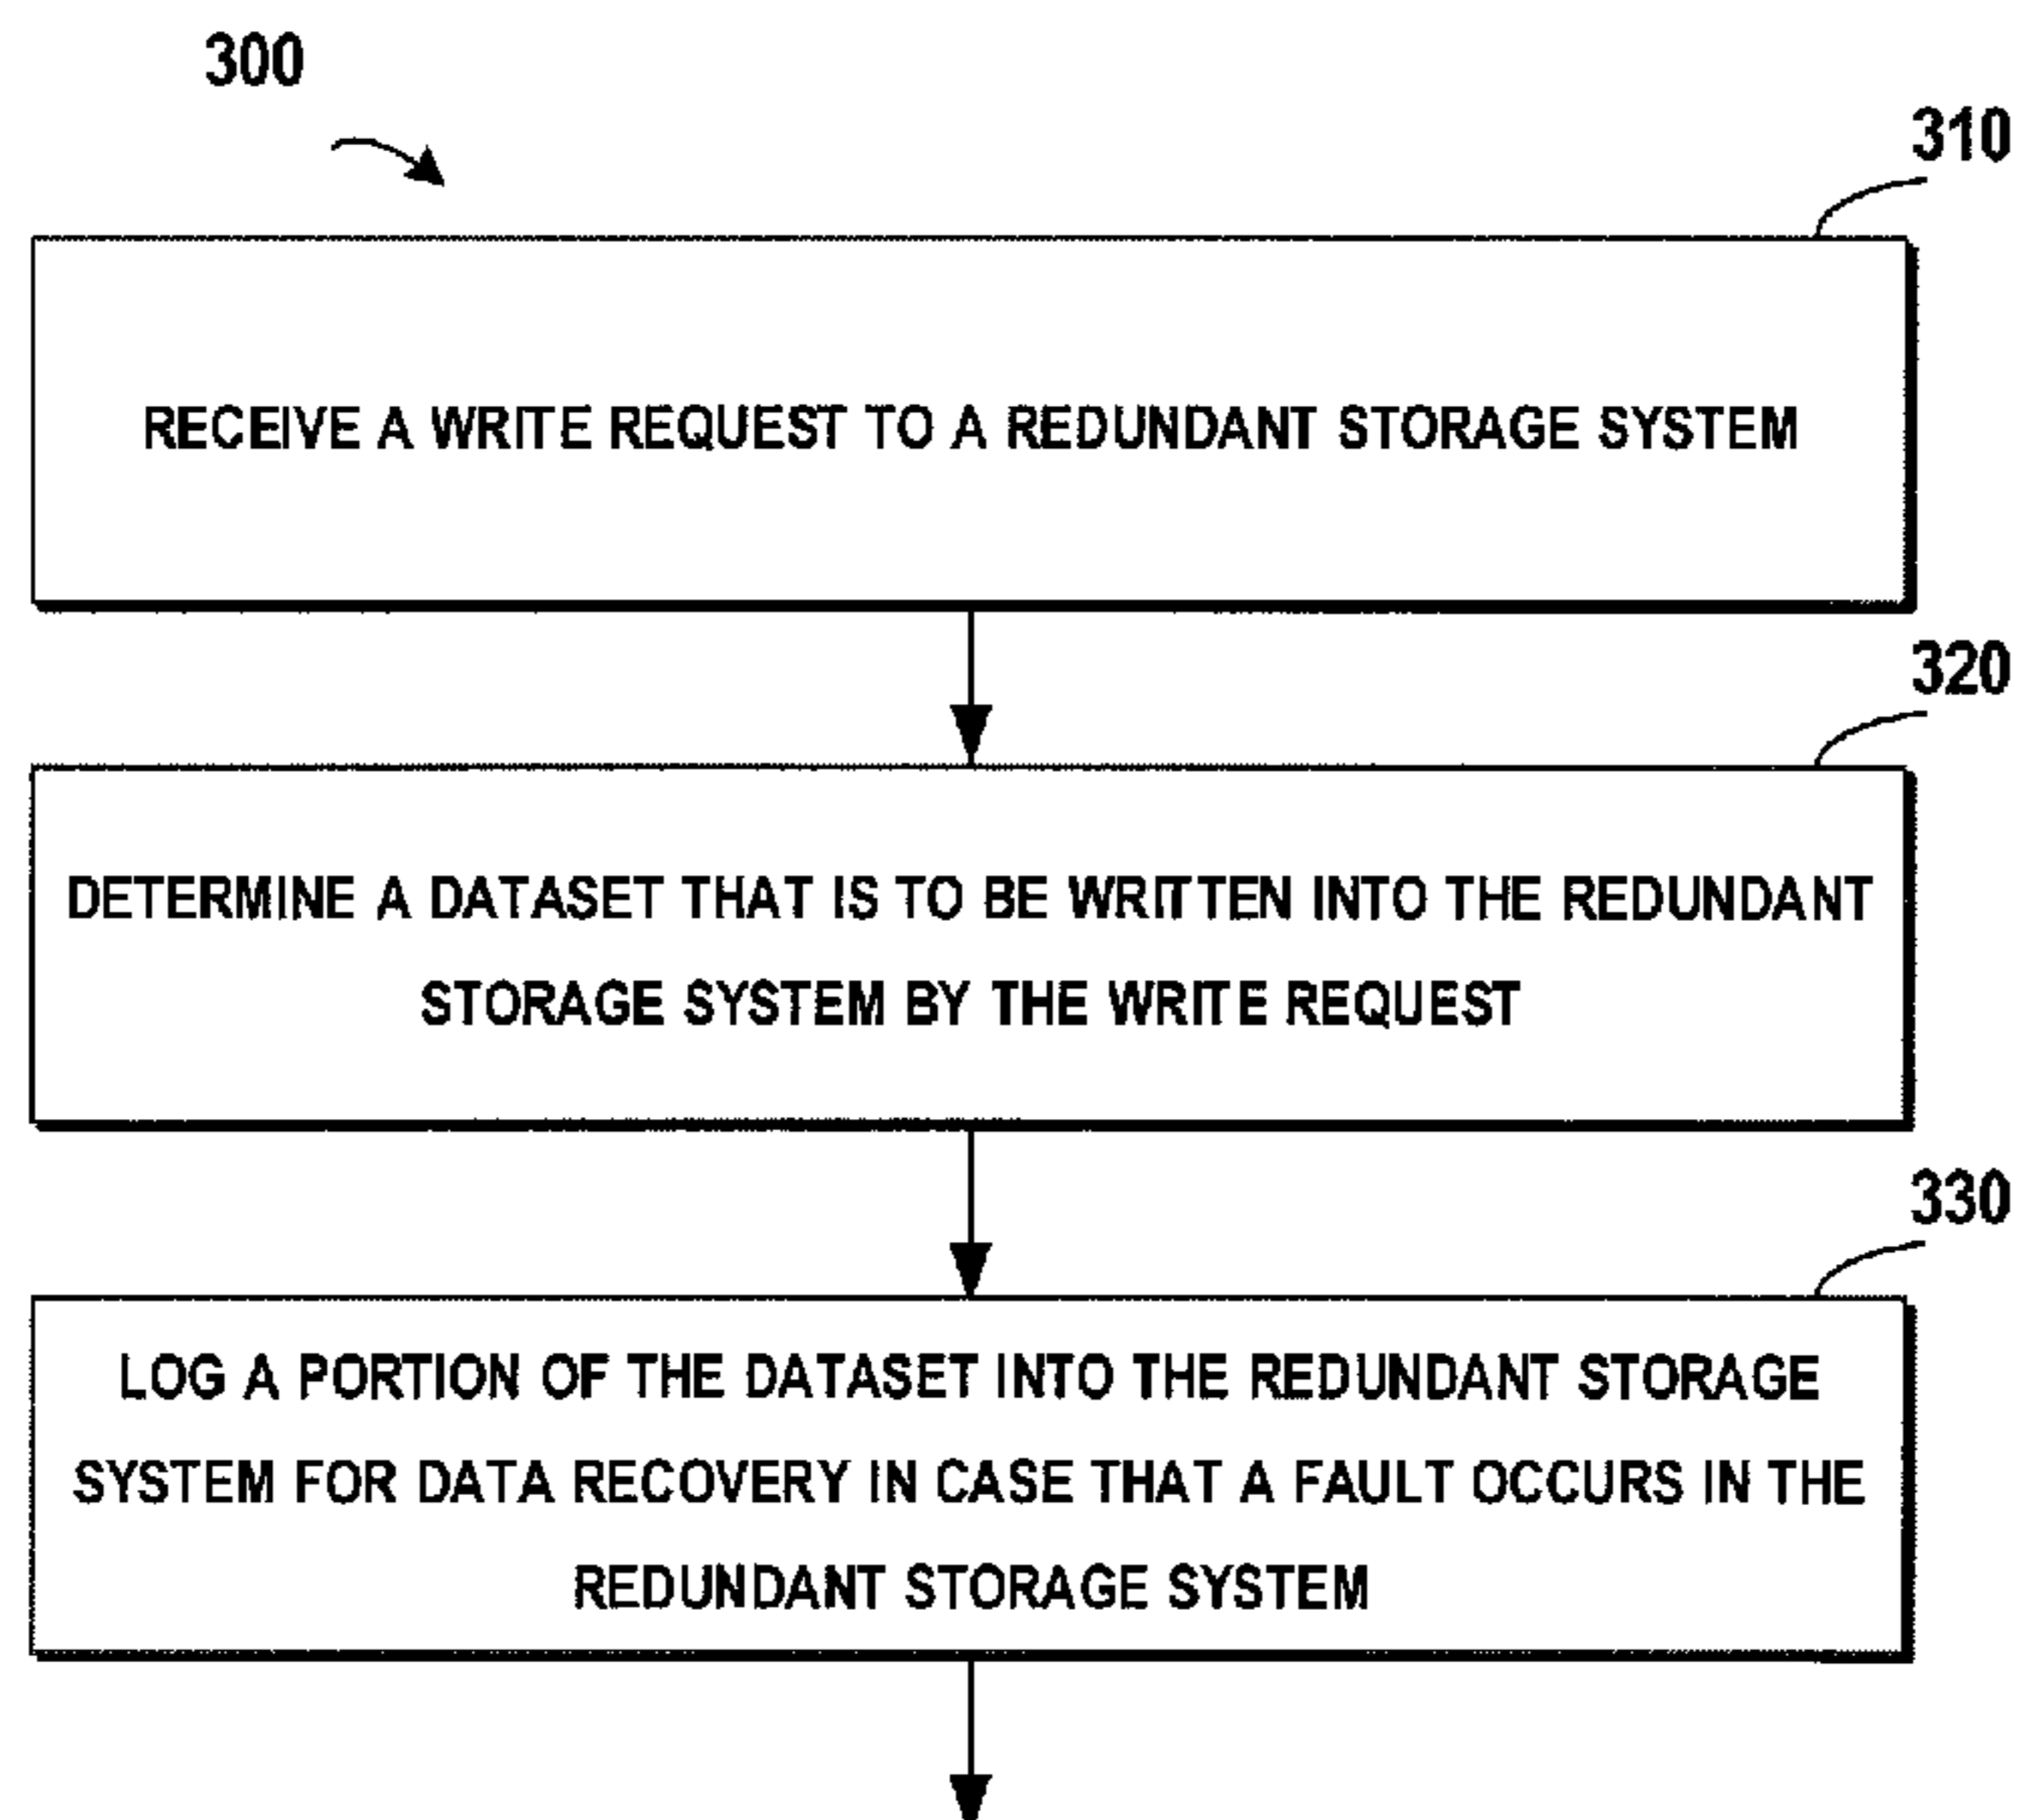 300
310
RECEIVE A WRITE REQUEST TO A REDUNDANT STORAGE SYSTEM
320
DETERMINE A DATASET THAT IS TO BE WRITTEN INTO THE REDUNDANT
STORAGE SYSTEM BY THE WRITE REQUEST
330
LOG A PORTION OF THE DATASET INTO THE REDUNDANT STORAGE
SYSTEM FOR DATA RECOVERY IN CASE THAT A FAULT OCCURS IN THE
REDUNDANT STORAGE SYSTEM